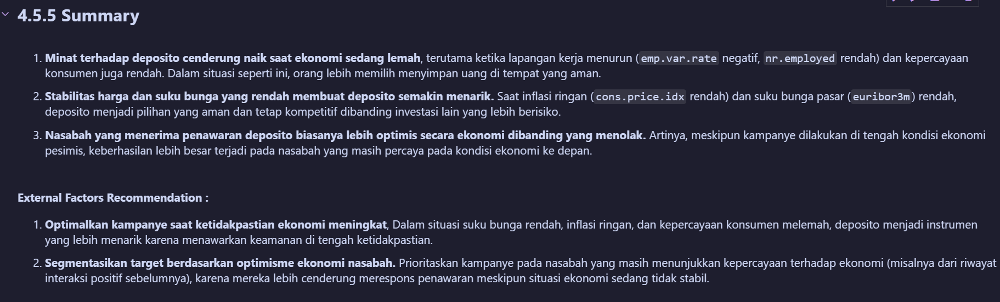 4.5.5 Summary
1. Minat terhadap deposito cenderung naik saat ekonomi sedang lemah, terutama ketika lapangan kerja menurun (emp.var.rate negatif, nr.employed rendah) dan kepercayaan
konsumen juga rendah. Dalam situasi seperti ini, orang lebih memilih menyimpan uang di tempat yang aman.
2. Stabilitas harga dan suku bunga yang rendah membuat deposito semakin menarik. Saat inflasi ringan (cons.price.idx rendah) dan suku bunga pasar (euribor3m) rendah,
deposito menjadi pilihan yang aman dan tetap kompetitif dibanding investasi lain yang lebih berisiko.
3. Nasabah yang menerima penawaran deposito biasanya lebih optimis secara ekonomi dibanding yang menolak. Artinya, meskipun kampanye dilakukan di tengah kondisi ekonomi
pesimis, keberhasilan lebih besar terjadi pada nasabah yang masih percaya pada kondisi ekonomi ke depan.
External Factors Recommendation :
1. Optimalkan kampanye saat ketidakpastian ekonomi meningkat, Dalam situasi suku bunga rendah, inflasi ringan, dan kepercayaan konsumen melemah, deposito menjadi instrumen
yang lebih menarik karena menawarkan keamanan di tengah ketidakpastian.
2. Segmentasikan target berdasarkan optimisme ekonomi nasabah. Prioritaskan kampanye pada nasabah yang masih menunjukkan kepercayaan terhadap ekonomi (misalnya dari riwayat
interaksi positif sebelumnya), karena mereka lebih cenderung merespons penawaran meskipun situasi ekonomi sedang tidak stabil.